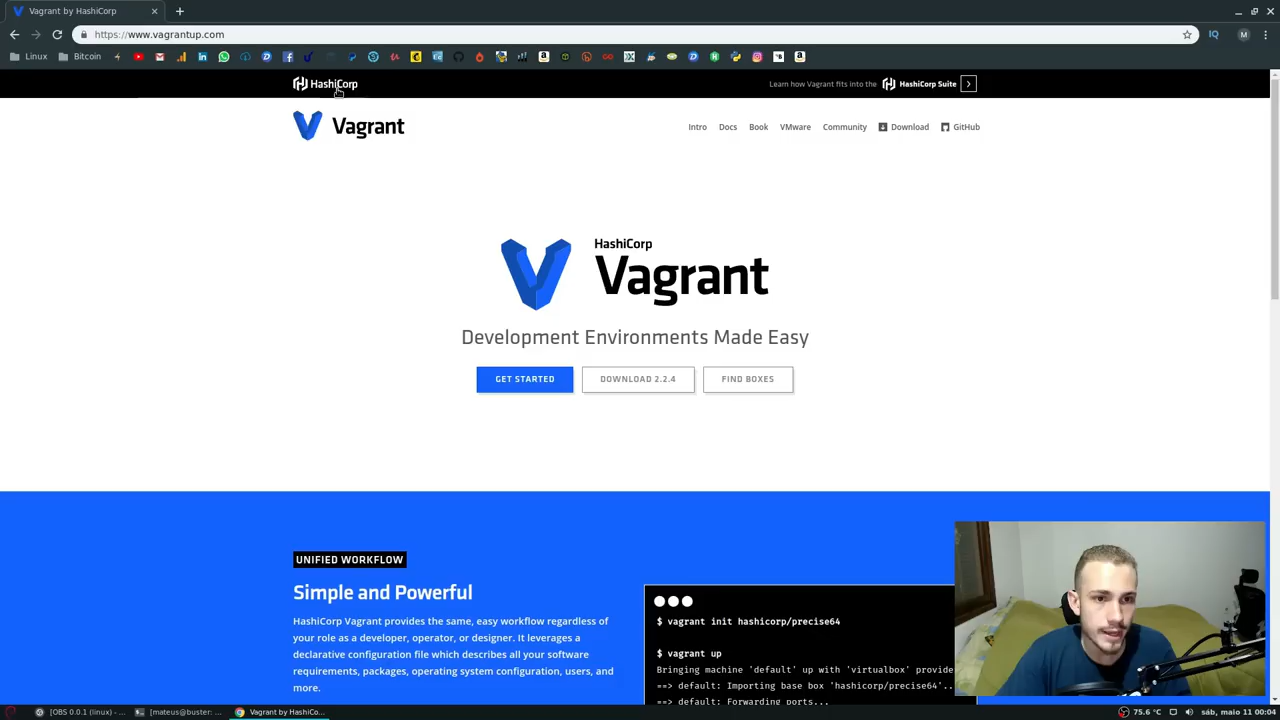 Vagrant by HashiCorp
https://www.vagrantup.com
Linux
Bitcoin
HashiCorp
Learn how Vagrant fits into the
HashiCorp Suite
Vagrant
Intro
Docs
Book
VMware
Community
Download
GitHub
HashiCorp
Vagrant
Development Environments Made Easy
GET STARTED
DOWNLOAD 2.2.4
FIND BOXES
UNIFIED WORKFLOW
Simple and Powerful
HashiCorp Vagrant provides the same, easy workflow regardless of
your role as a developer, operator, or designer. It leverages a
declarative configuration file which describes all your software
requirements, packages, operating system configuration, users, and
more.
$ vagrant init hashicorp/precise64
$ vagrant up
Bringing machine 'default' up with 'virtualbox' provide
==> default: Importing base box 'hashicorp/precise64'..
==> default: Forwarding ports...
[OBS 0.0.1 (linux) - ...
[mateus@buster: ...
Vagrant by HashiCo...
75.6 °C
sáb, maio 11 00:04